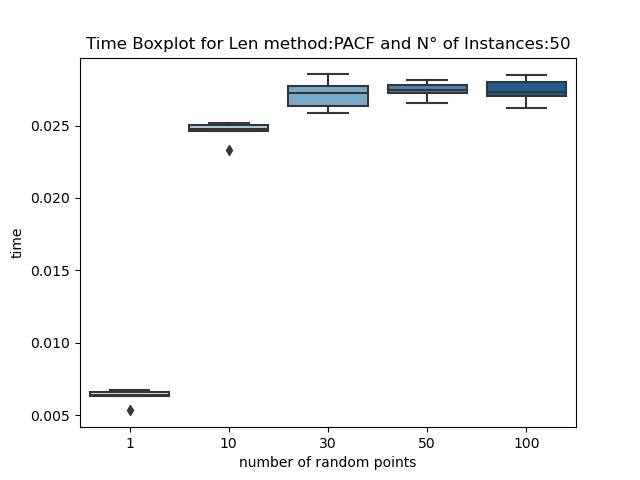 Time Boxplot for Len method:PACF and N° of Instances:50
0.025
0.020
0.015
0.010
0.005
time
1 10 30 50 100
number of random points